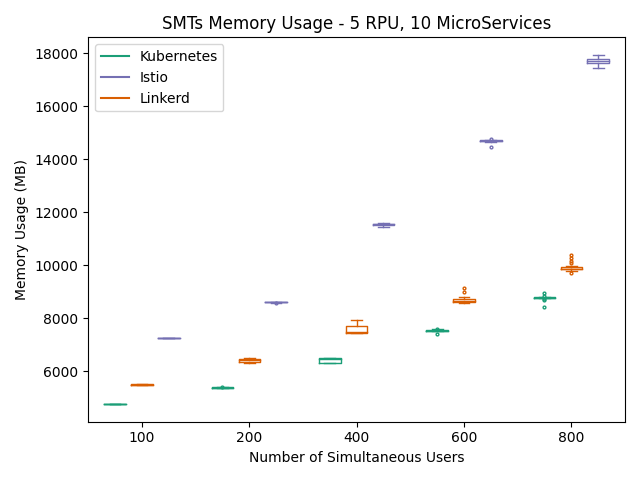 SMTs Memory Usage - 5 RPU, 10 MicroServices
Kubernetes
Istio
Linkerd
Memory Usage (MB)
18000
16000
14000
12000
10000
8000
6000
100 200 400 600 800
Number of Simultaneous Users